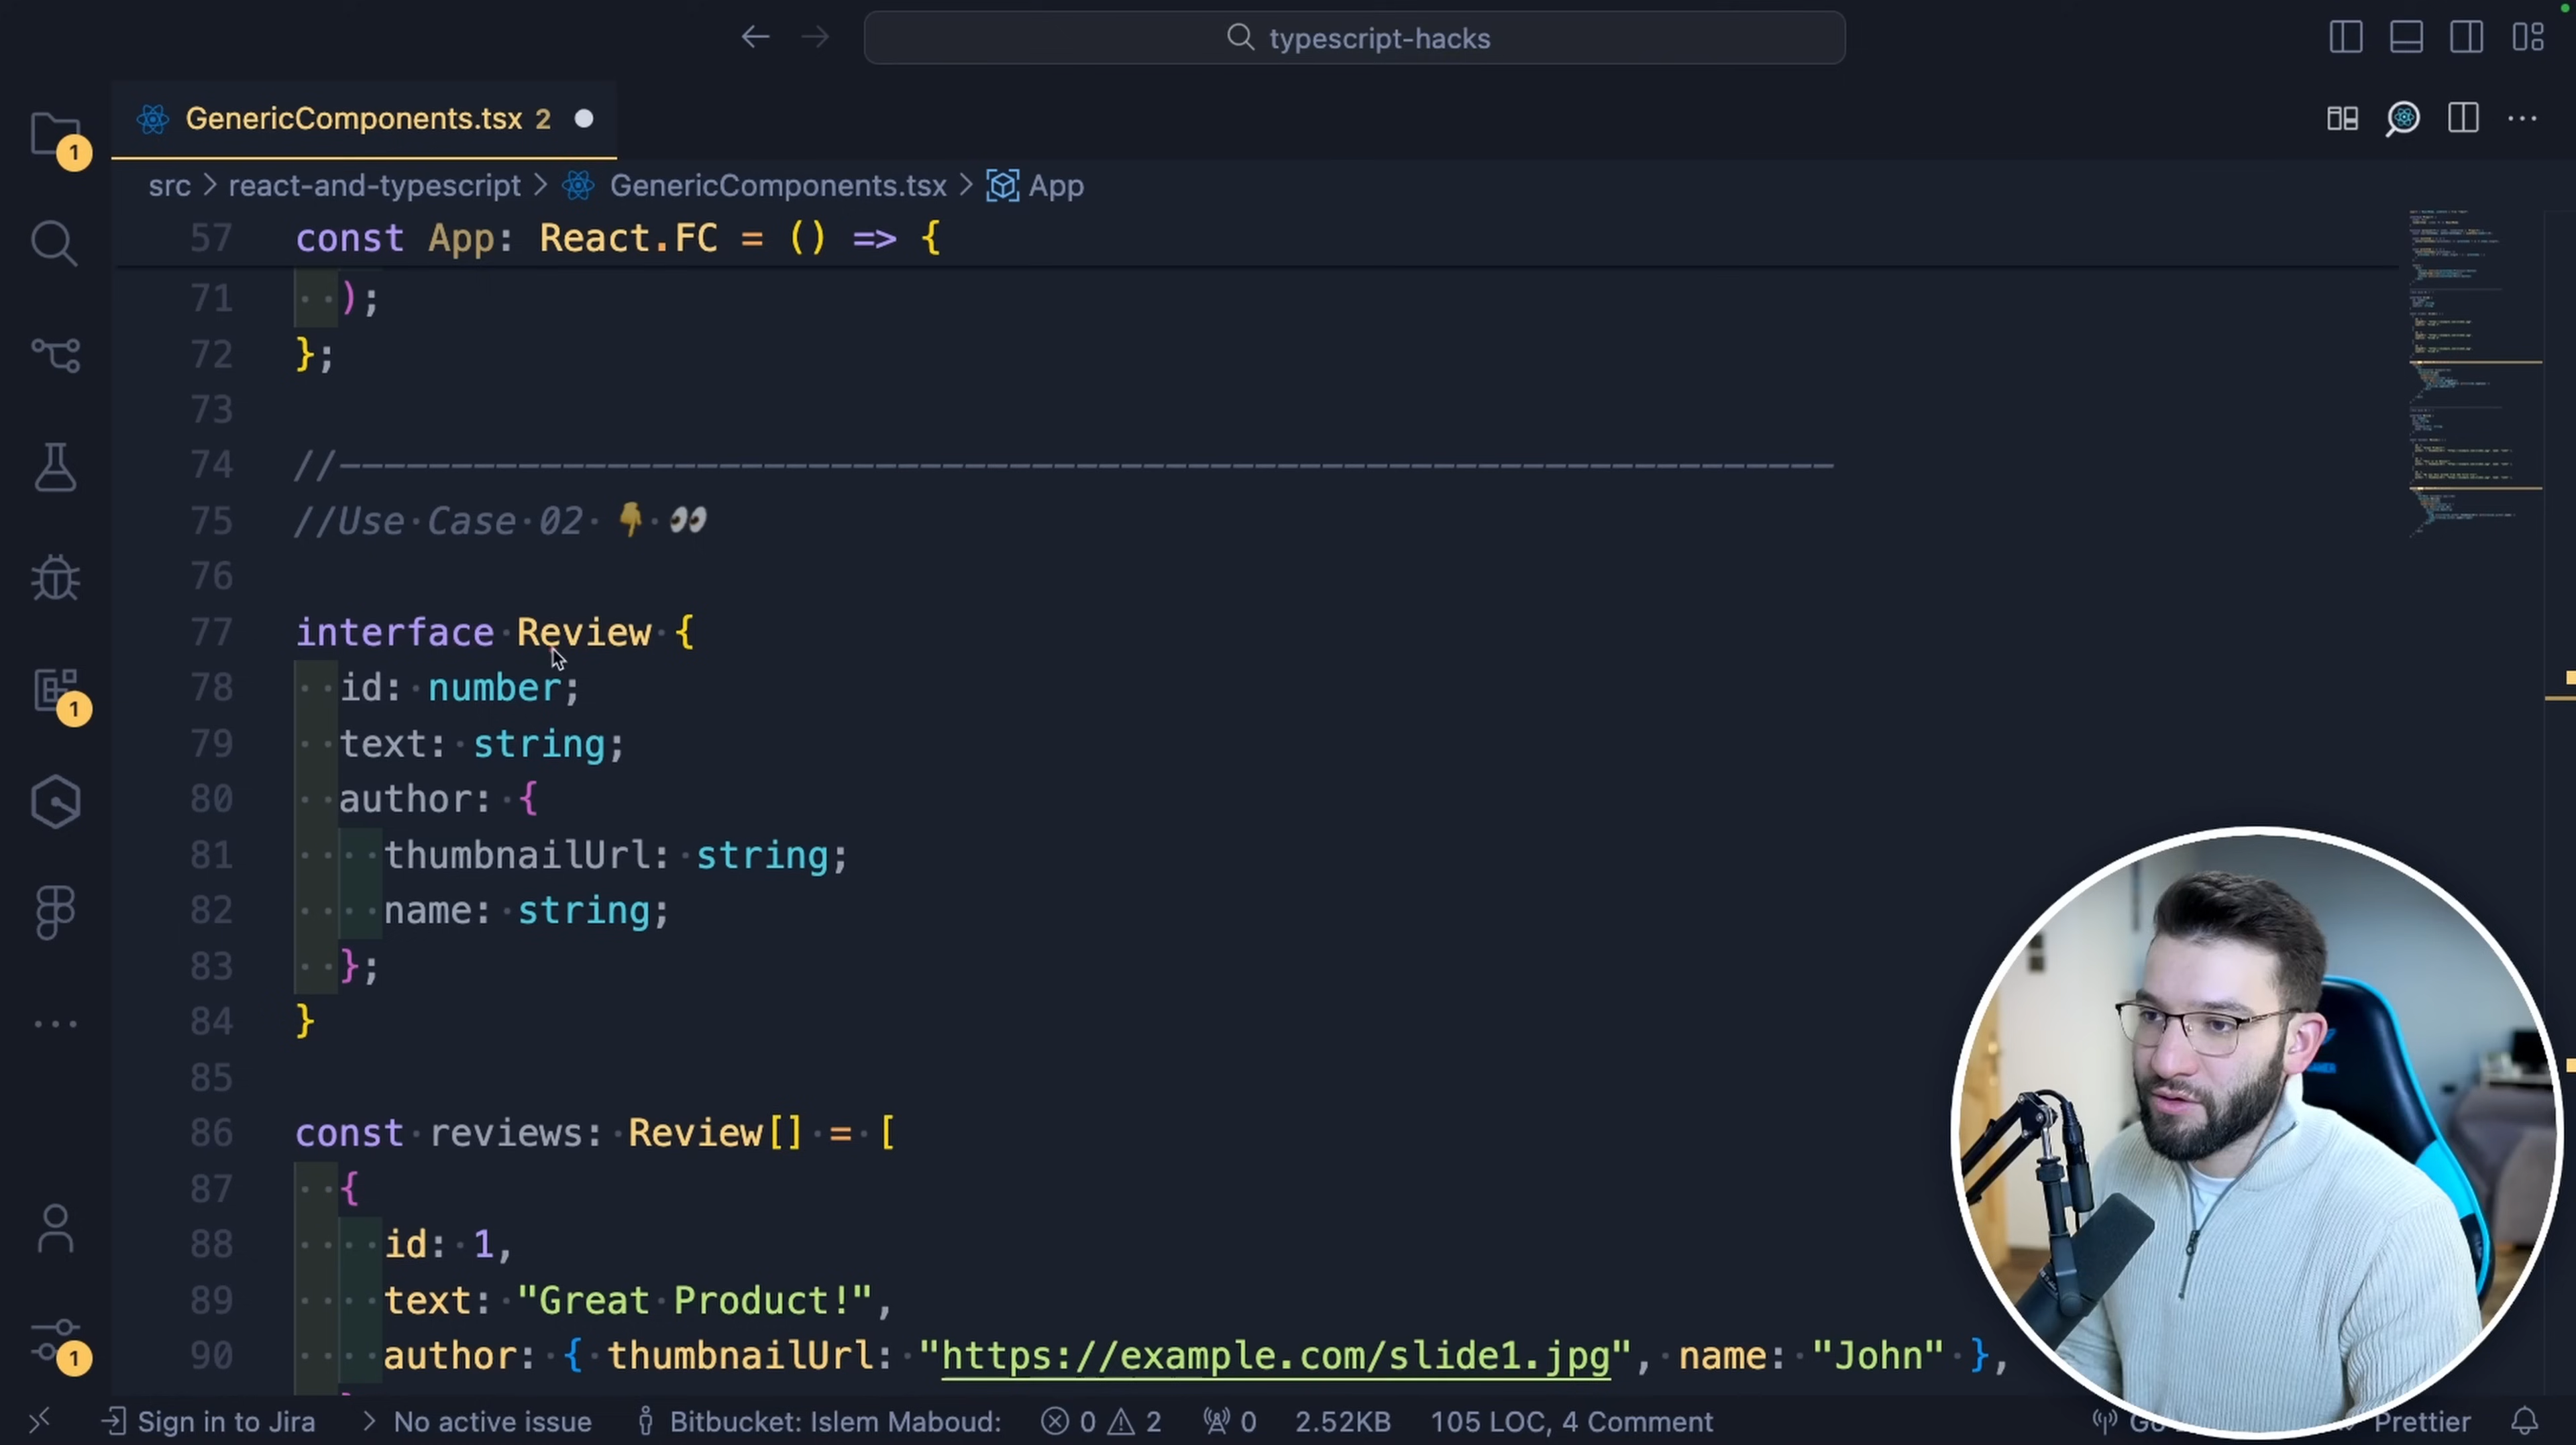 typescript-hacks
GenericComponents.tsx 2
src > react-and-typescript > GenericComponents.tsx > App
57 const App: React.FC = () => {
71 );
72 };
73
74 //--------------------------------------------------------------------
75 //Use Case 02 👇 👀
76
77 interface Review {
78 id: number;
79 text: string;
80 author: {
81 thumbnailUrl: string;
82 name: string;
83 };
84 }
85
86 const reviews: Review[] = [
87 {
88 id: 1,
89 text: "Great Product!",
90 author: { thumbnailUrl: "https://example.com/slide1.jpg", name: "John" },
1
1
1
Sign in to Jira > No active issue Bitbucket: Islem Maboud: 0 2 0 2.52KB 105 LOC, 4 Comment Prettier